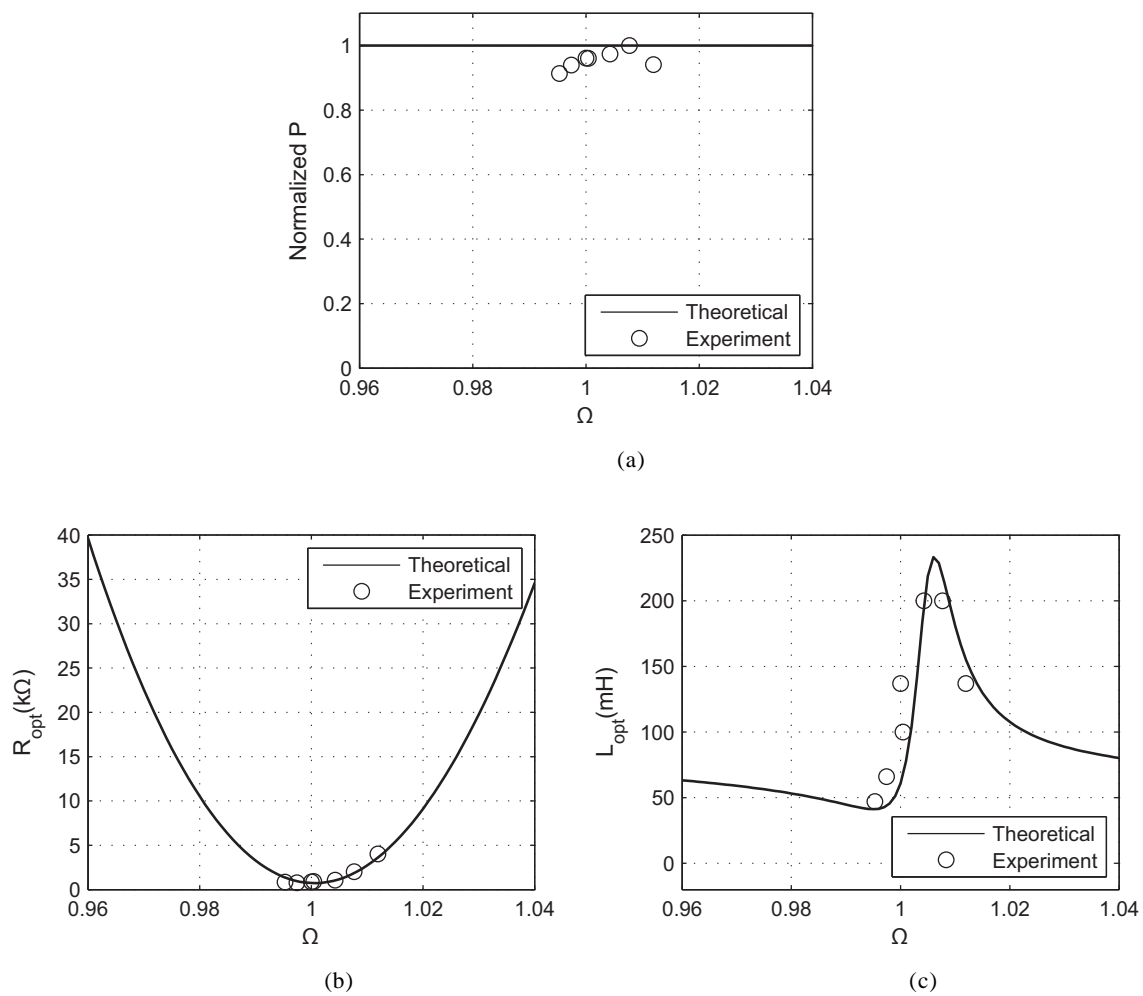 1
0.8
0.6
0.4
0.2
0
Normalized P
Theoretical
Experiment
0.96
0.98
1
1.02
1.04
Ω
(a)
40
35
30
25
20
15
10
5
0
R_opt(kΩ)
Theoretical
Experiment
0.96
0.98
1
1.02
1.04
Ω
(b)
250
200
150
100
50
0
L_opt(mH)
Theoretical
Experiment
0.96
0.98
1
1.02
1.04
Ω
(c)